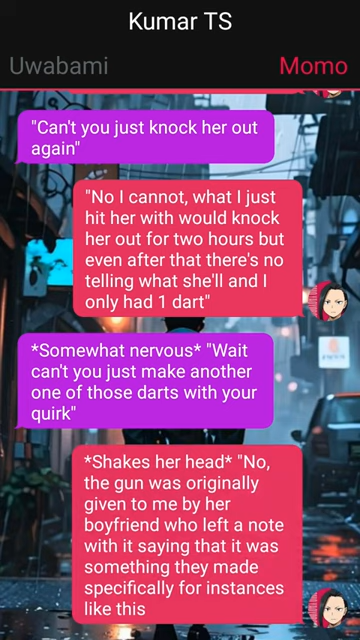 Kumar TS
Uwabami
Momo
"Can't you just knock her out
again"
"No I cannot, what I just
hit her with would knock
her out for two hours but
even after that there's no
telling what she'll and I
only had 1 dart"
*Somewhat nervous* "Wait
can't you just make another
one of those darts with your
quirk"
*Shakes her head* "No,
the gun was originally
given to me by her
boyfriend who left a note
with it saying that it was
something they made
specifically for instances
like this